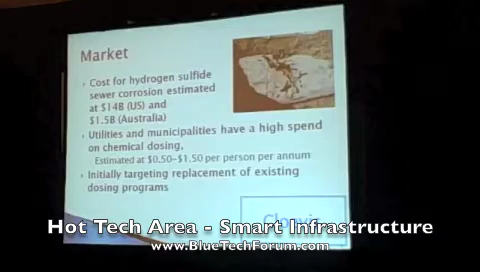 Market
Cost for hydrogen sulfide
sewer corrosion estimated
at $14B (US) and
$1.5B (Australia)
Utilities and municipalities have a high spend
on chemical dosing,
Estimated at $0.50-$1.50 per person per annum
Initially targeting replacement of existing
dosing programs
Hot Tech Area - Smart Infrastructure
www.BlueTechForum.com